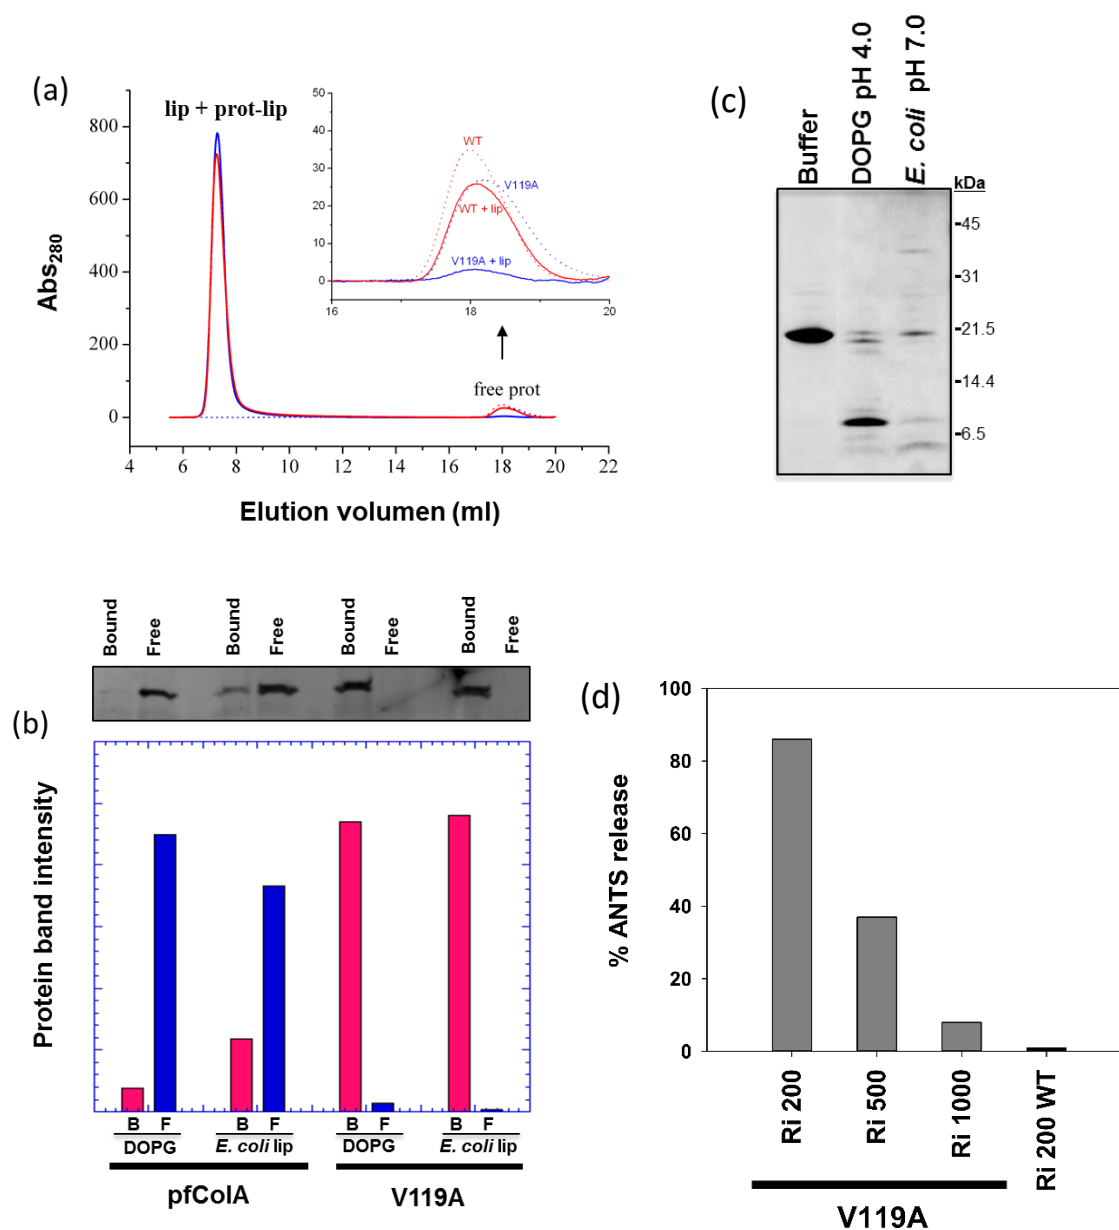 (a)
lip + prot-lip
Abs280
800
600
400
200
0
4 6 8 10 12 14 16 18 20 22
Elution volumen (ml)
free prot
50
40
30
20
10
0
16 18 20
WT
V119A
WT + lip
V119A + lip
(c)
Buffer
DOPG pH 4.0
E. coli pH 7.0
kDa
-45
-31
-21.5
-14.4
-6.5
(b)
Bound Free Bound Free Bound Free Bound Free
Protein band intensity
B F B F B F B F
DOPG E. coli lip DOPG E. coli lip
pfColA V119A
(d)
% ANTS release
100
80
60
40
20
0
Ri 200 Ri 500 Ri 1000 Ri 200 WT
V119A